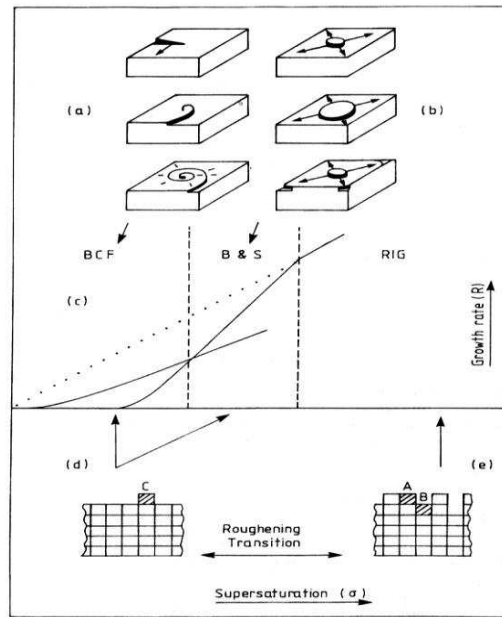 (a)
(b)
BCF
B & S
RIG
(c)
Growth rate (R)
(d)
(e)
C
A
B
Roughening
Transition
Supersaturation (σ)